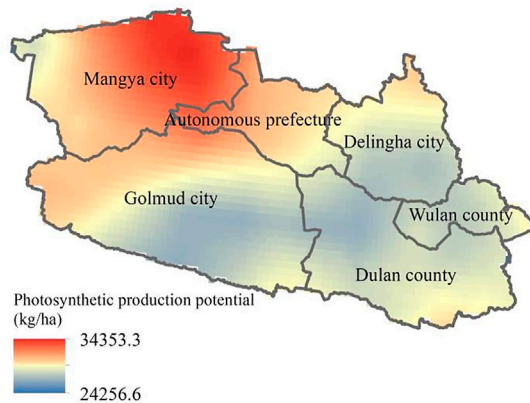 Mangya city
Autonomous prefecture
Delingha city
Golmud city
Wulan county
Dulan county
Photosynthetic production potential
(kg/ha)
34353.3
24256.6